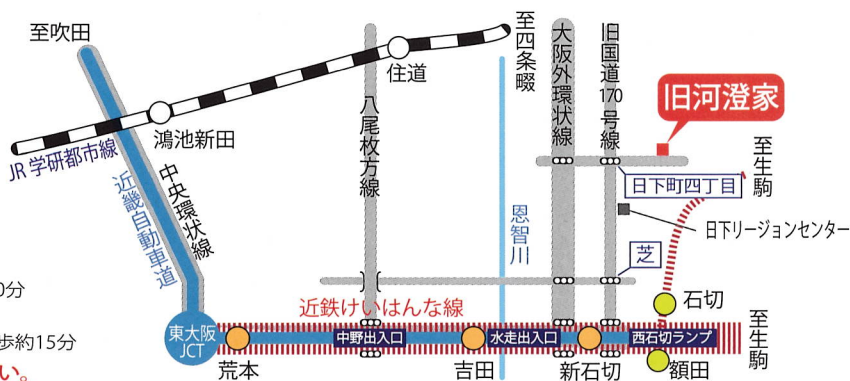 至吹田
JR 学研都市線
鴻池新田
住道
至四条畷
近畿自動車道
中央環状線
八尾枚方線
恩智川
大阪外環状線
旧国道170号線
旧河澄家
至生駒
日下町四丁目
日下リージョンセンター
芝
石切
近鉄けいはんな線
東大阪
JCT
荒本
中野出入口
吉田
水走出入口
新石切
西石切ランプ
額田
至生駒
0分
歩約15分
い。